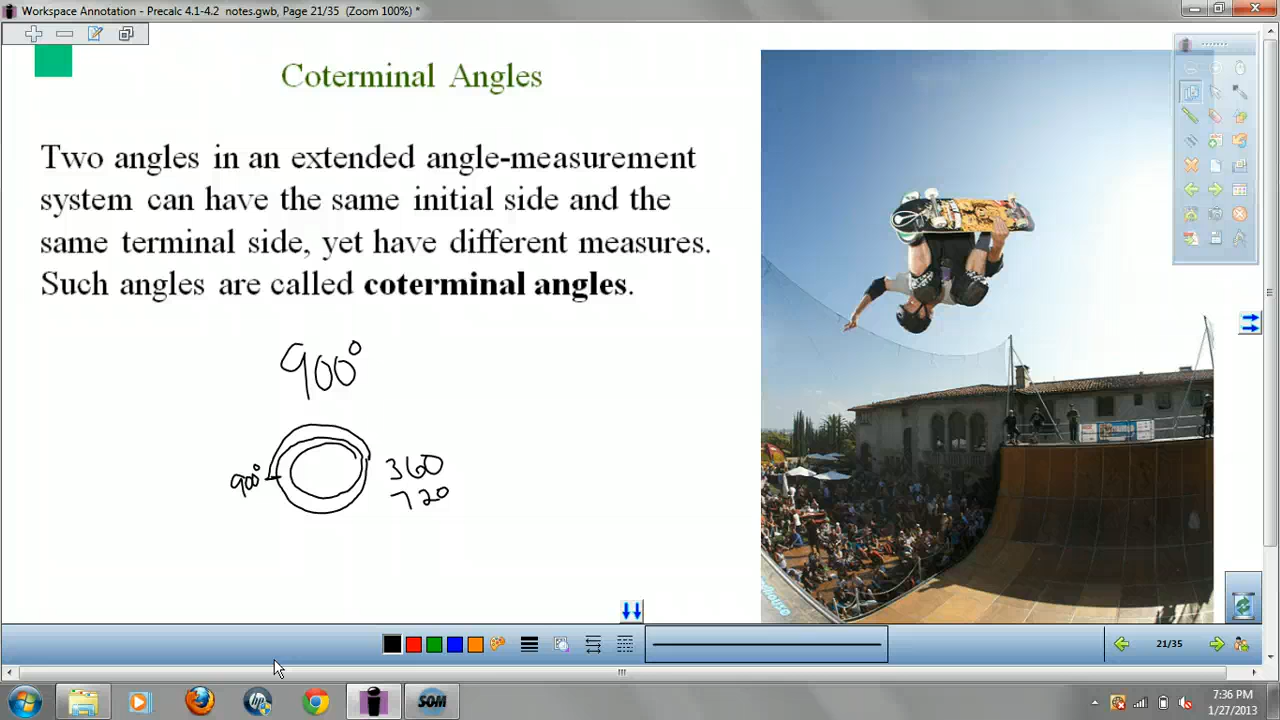 Workspace Annotation - Precalc 4.1-4.2 notes.gwb, Page 21/35 (Zoom 100%) *
Coterminal Angles
Two angles in an extended angle-measurement
system can have the same initial side and the
same terminal side, yet have different measures.
Such angles are called coterminal angles.
900°
900°
360
720
21/35
SOM
7:36 PM
1/27/2013